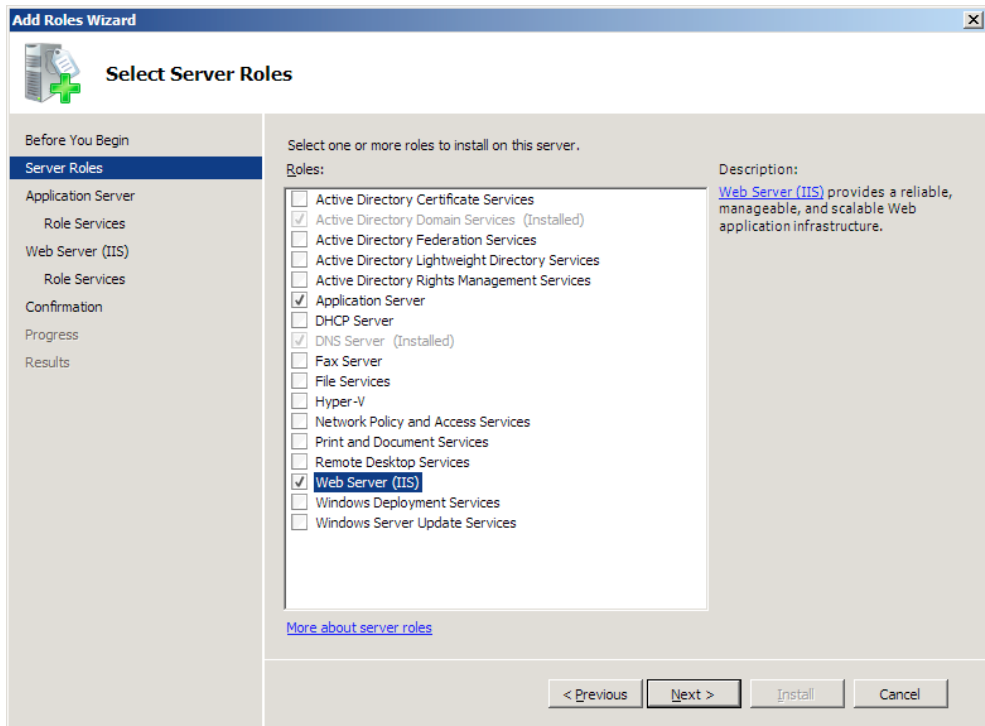 Add Roles Wizard
Select Server Roles
Before You Begin
Server Roles
Application Server
Role Services
Web Server (IIS)
Role Services
Confirmation
Progress
Results
Select one or more roles to install on this server.
Roles:
Active Directory Certificate Services
Active Directory Domain Services (Installed)
Active Directory Federation Services
Active Directory Lightweight Directory Services
Active Directory Rights Management Services
Application Server
DHCP Server
DNS Server (Installed)
Fax Server
File Services
Hyper-V
Network Policy and Access Services
Print and Document Services
Remote Desktop Services
Web Server (IIS)
Windows Deployment Services
Windows Server Update Services
More about server roles
Description:
Web Server (IIS) provides a reliable,
manageable, and scalable Web
application infrastructure.
< Previous
Next >
Install
Cancel